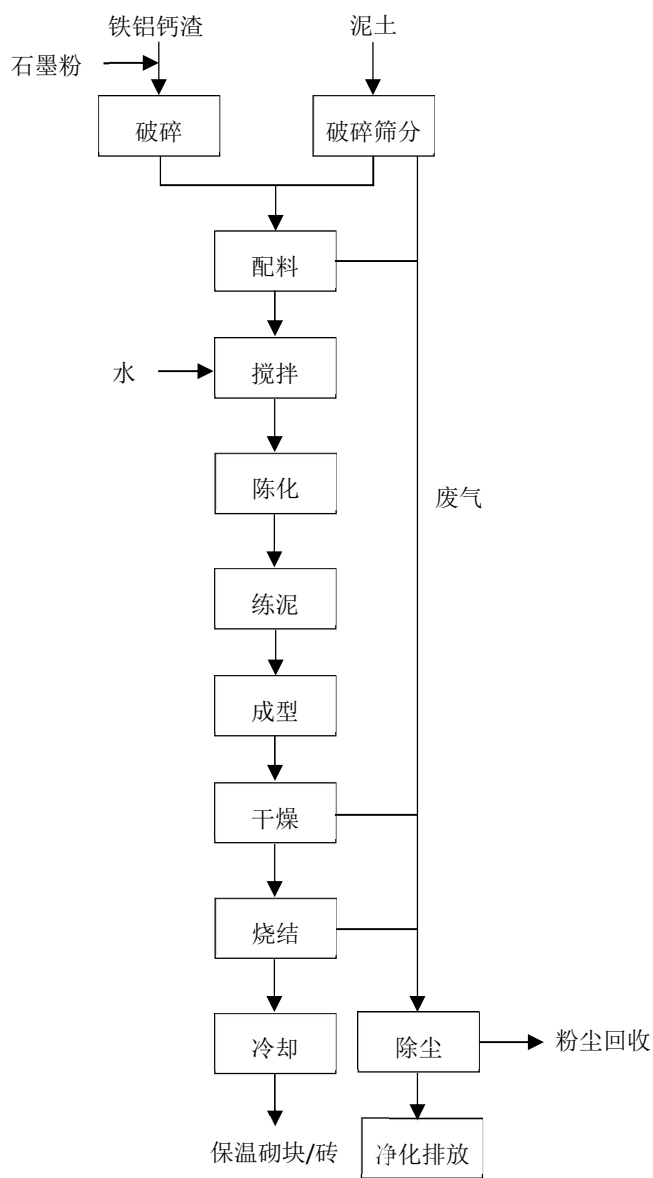 铁铝钙渣
泥土
石墨粉
破碎
破碎筛分
配料
水
搅拌
陈化
废气
练泥
成型
干燥
烧结
冷却
除尘
粉尘回收
保温砌块/砖
净化排放